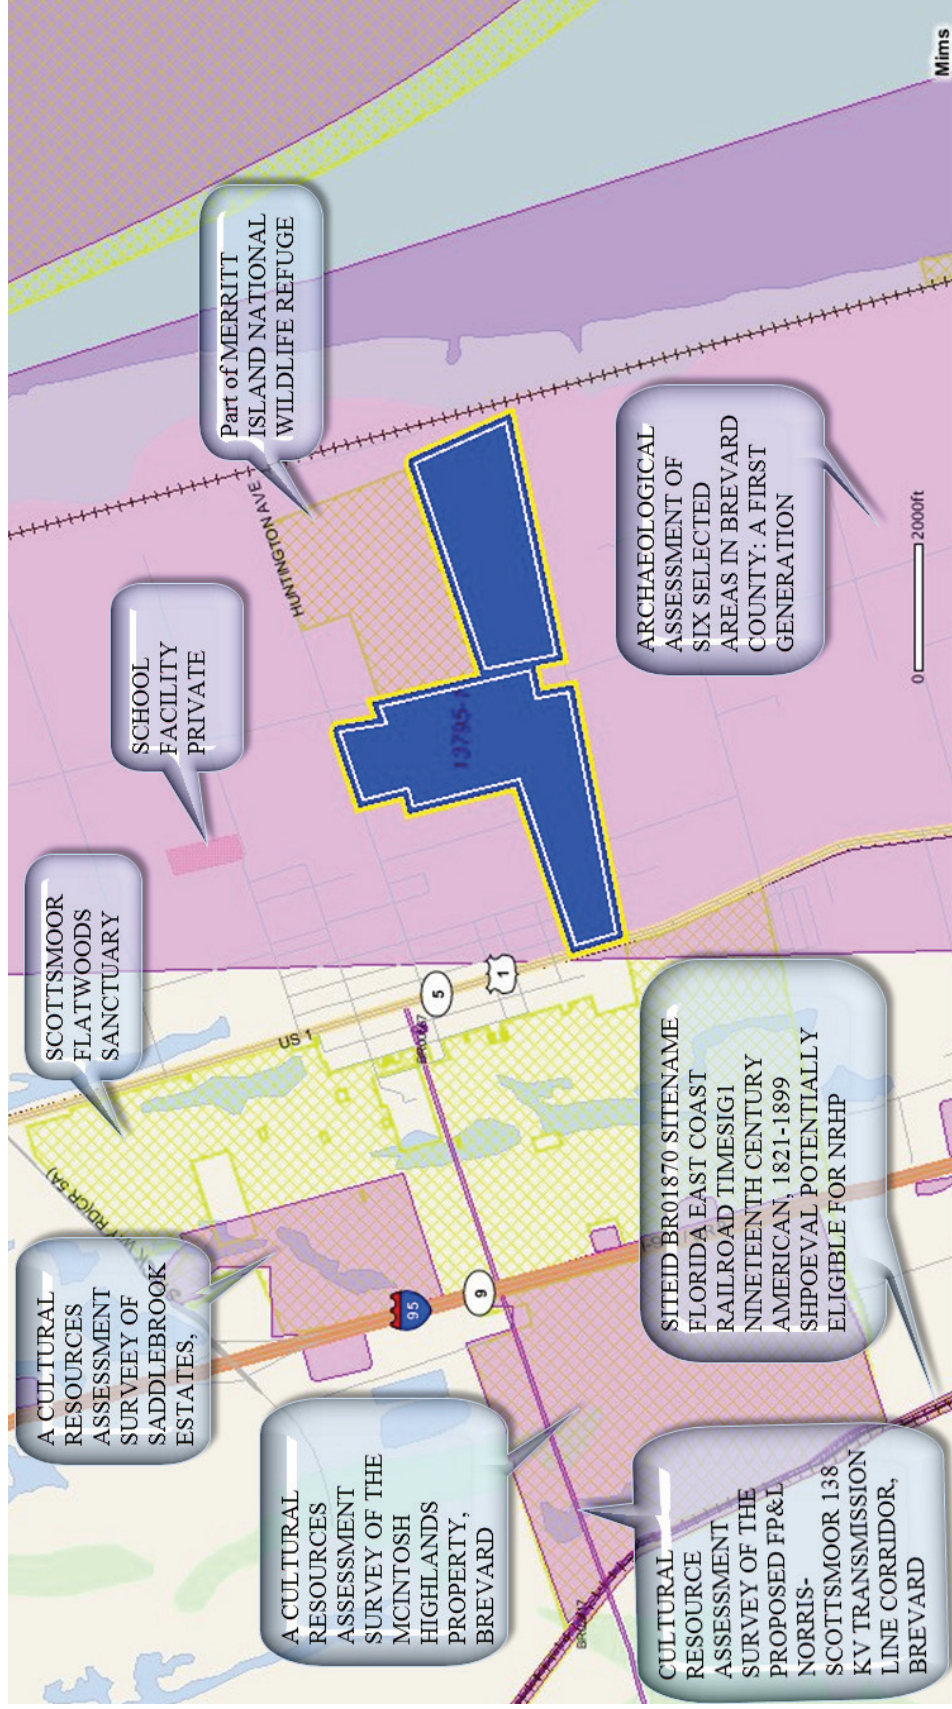 SCOTTSMOOR
FLATWOODS
SANCTUARY
SCHOOL
FACILITY
PRIVATE
Part of MERRITT
ISLAND NATIONAL
WILDLIFE REFUGE
HUNTINGTON AVE
A CULTURAL
RESOURCES
ASSESSMENT
SURVEEY OF
SADDLEBROOK
ESTATES,
US 1
5
1
95
9
A CULTURAL
RESOURCES
ASSESSMENT
SURVEY OF THE
MCINTOSH
HIGHLANDS
PROPERTY,
BREVARD
CULTURAL
RESOURCE
ASSESSMENT
SURVEY OF THE
PROPOSED FP&L
NORRIS-
SCOTTSMOOR 138
KV TRANSMISSION
LINE CORRIDOR,
BREVARD
SITEID BR01870 SITENAME
FLORIDA EAST COAST
RAILROAD TIMESIG1
NINETEENTH CENTURY
AMERICAN, 1821-1899
SHPOEVAL POTENTIALLY
ELIGIBLE FOR NRHP
ARCHAEOLOGICAL
ASSESSMENT OF
SIX SELECTED
AREAS IN BREVARD
COUNTY: A FIRST
GENERATION
0 2000ft
Mims